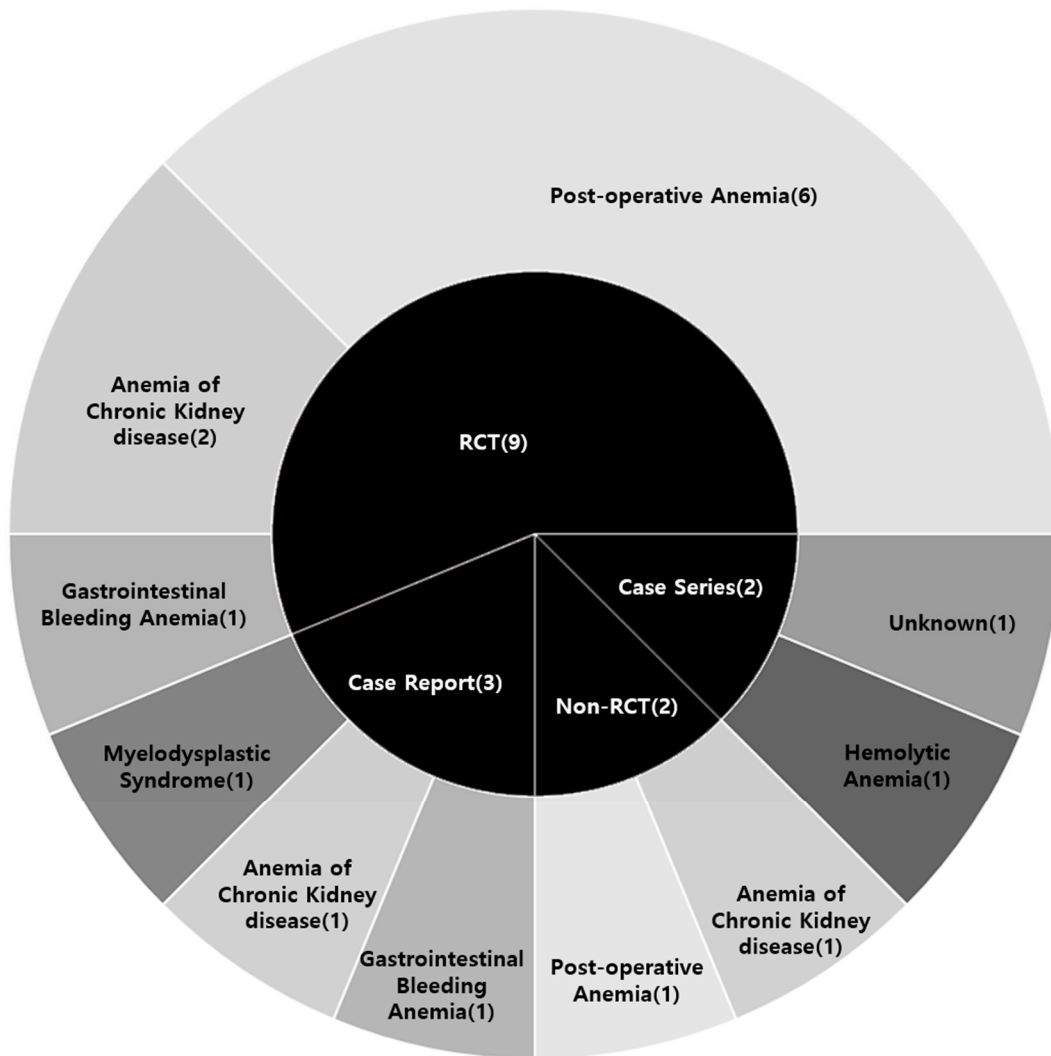 Post-operative Anemia(6)
Anemia of
Chronic Kidney
disease(2)
RCT(9)
Gastrointestinal
Bleeding Anemia(1)
Case Series(2)
Unknown(1)
Case Report(3)
Non-RCT(2)
Myelodysplastic
Syndrome(1)
Hemolytic
Anemia(1)
Anemia of
Chronic Kidney
disease(1)
Gastrointestinal
Bleeding
Anemia(1)
Post-operative
Anemia(1)
Anemia of
Chronic Kidney
disease(1)